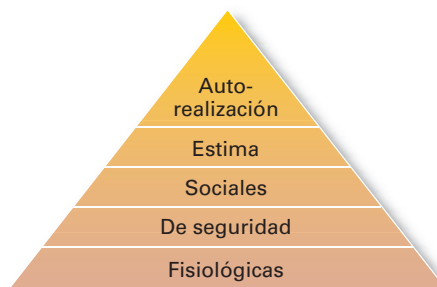 Auto-
realización
Estima
Sociales
De seguridad
Fisiológicas